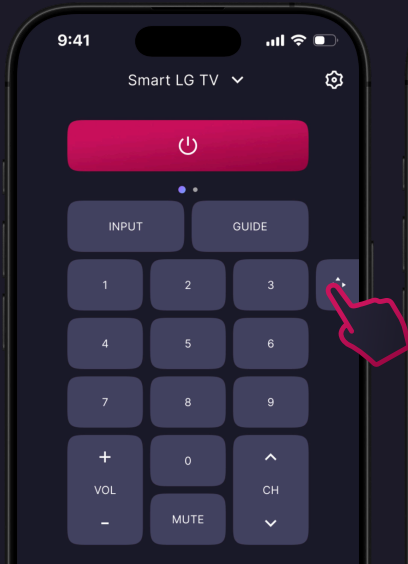 9:41
Smart LG TV
INPUT GUIDE
1 2 3
4 5 6
7 8 9
+ 0
VOL CH
- MUTE